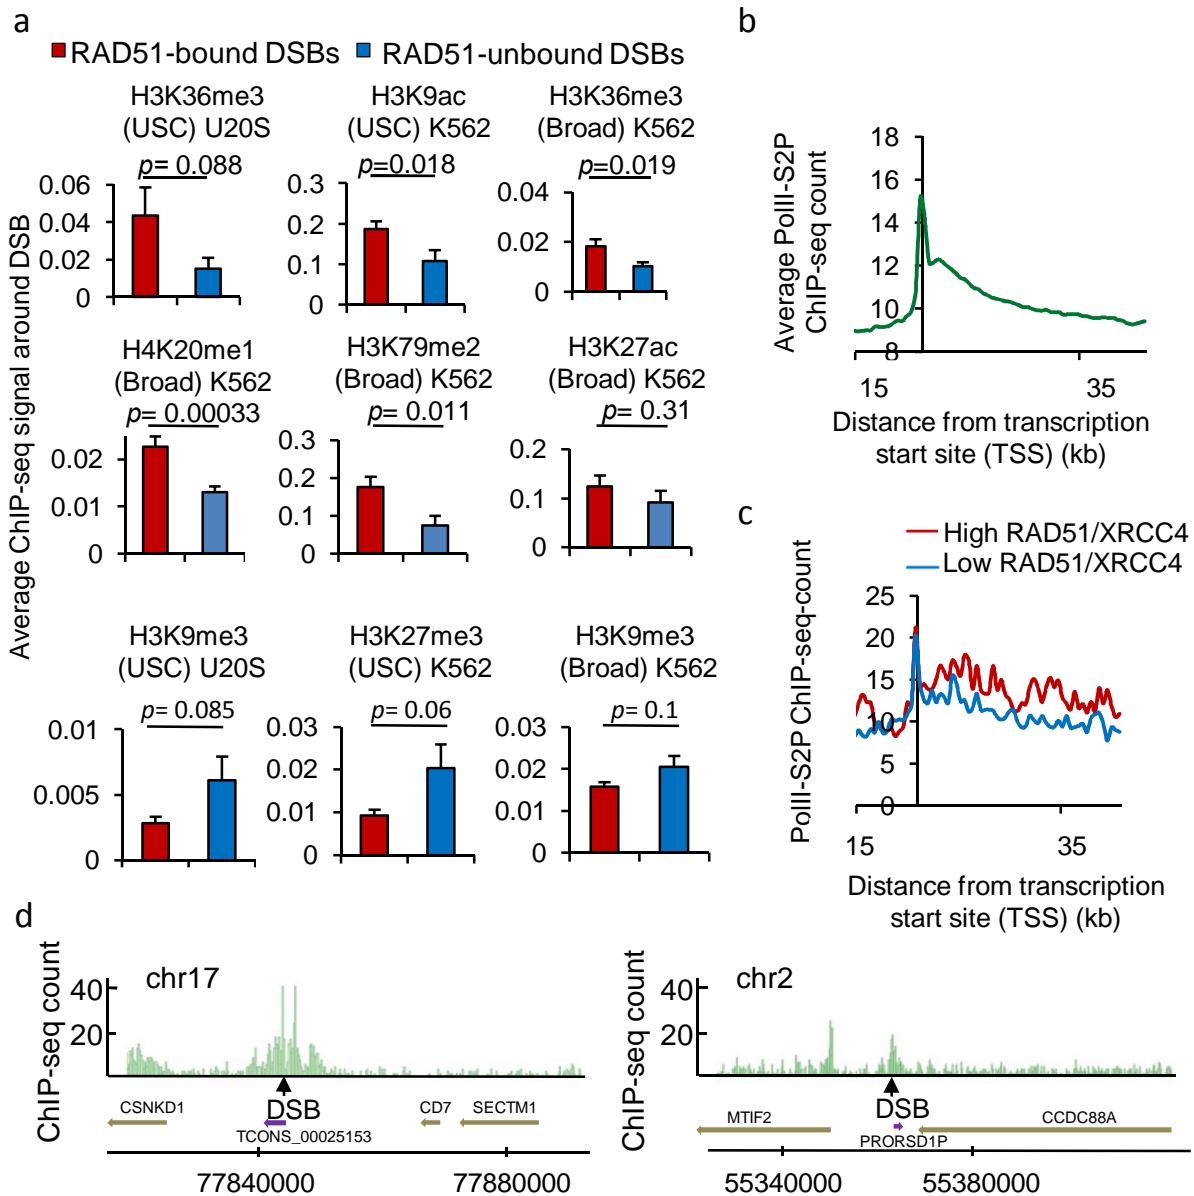 a
RAD51-bound DSBs RAD51-unbound DSBs
Average ChIP-seq signal around DSB
H3K36me3
(USC) U20S
p= 0.088
0.06
0.04
0.02
0
H3K9ac
(USC) K562
p=0.018
0.3
0.2
0.1
0
H3K36me3
(Broad) K562
p=0.019
0.04
0.02
0
H4K20me1
(Broad) K562
p= 0.00033
0.02
0.01
0
H3K79me2
(Broad) K562
p= 0.011
0.3
0.2
0.1
0
H3K27ac
(Broad) K562
p= 0.31
0.2
0.1
0
H3K9me3
(USC) U20S
p= 0.085
0.01
0.005
0
H3K27me3
(USC) K562
p= 0.06
0.03
0.02
0.01
0
H3K9me3
(Broad) K562
p= 0.1
0.03
0.02
0.01
0
b
Average PolII-S2P
ChIP-seq count
18
16
14
12
10
8
15 35
Distance from transcription
start site (TSS) (kb)
c
High RAD51/XRCC4
Low RAD51/XRCC4
PolII-S2P ChIP-seq-count
25
20
15
10
5
0
15 35
Distance from transcription
start site (TSS) (kb)
d
ChIP-seq count
40
20
chr17
DSB
CSNKD1
CD7
SECTM1
TCONS_00025153
77840000 77880000
ChIP-seq count
40
20
chr2
DSB
MTIF2
CCDC88A
PRORSD1P
55340000 55380000